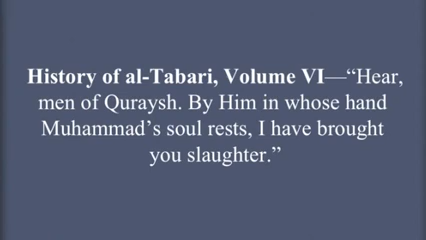 History of al-Tabari, Volume VI—“Hear,
men of Quraysh. By Him in whose hand
Muhammad’s soul rests, I have brought
you slaughter.”